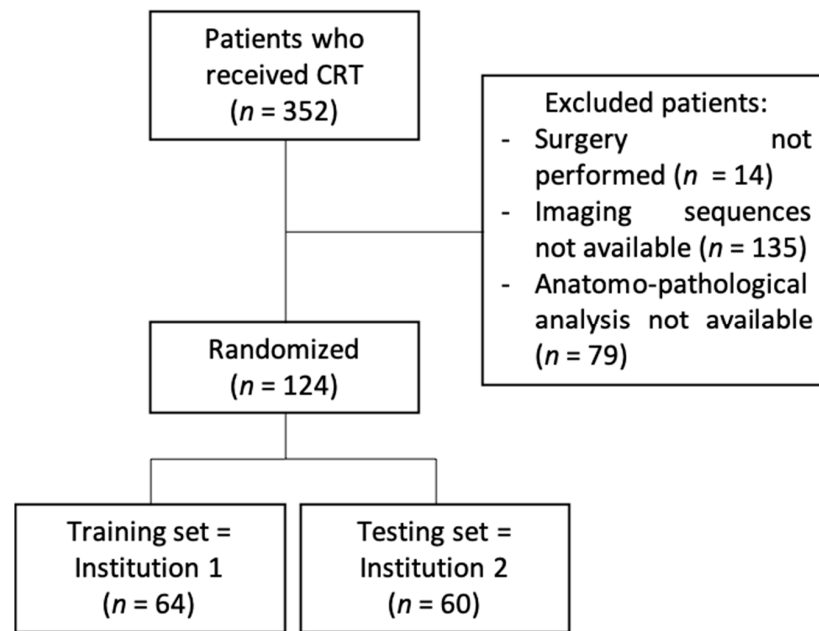 Patients who
received CRT
(n = 352)
Excluded patients:
- Surgery not
performed (n = 14)
- Imaging sequences
not available (n = 135)
- Anatomo-pathological
analysis not available
(n = 79)
Randomized
(n = 124)
Training set =
Institution 1
(n = 64)
Testing set =
Institution 2
(n = 60)